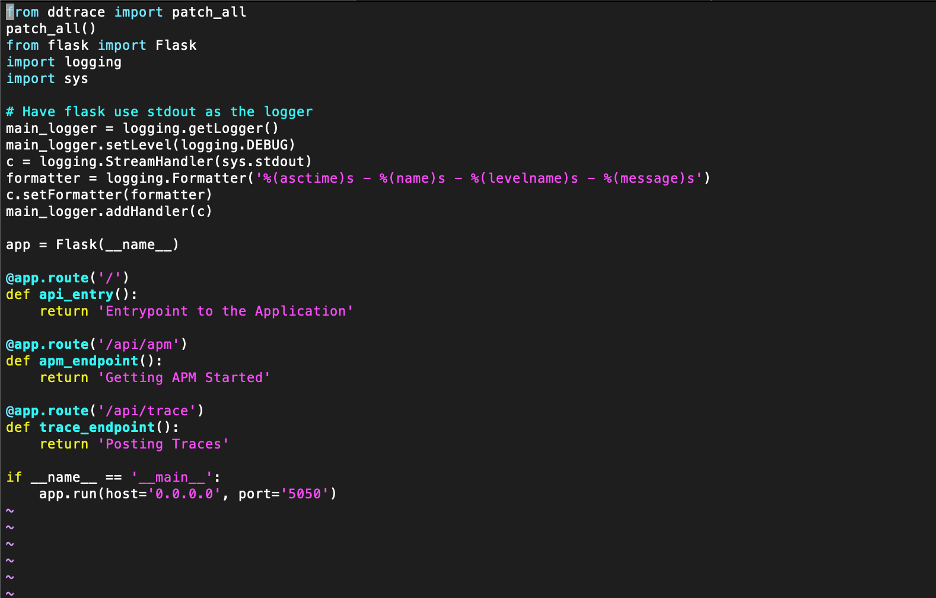 from ddtrace import patch_all
patch_all()
from flask import Flask
import logging
import sys

# Have flask use stdout as the logger
main_logger = logging.getLogger()
main_logger.setLevel(logging.DEBUG)
c = logging.StreamHandler(sys.stdout)
formatter = logging.Formatter('%(asctime)s - %(name)s - %(levelname)s - %(message)s')
c.setFormatter(formatter)
main_logger.addHandler(c)

app = Flask(__name__)

@app.route('/')
def api_entry():
    return 'Entrypoint to the Application'

@app.route('/api/apm')
def apm_endpoint():
    return 'Getting APM Started'

@app.route('/api/trace')
def trace_endpoint():
    return 'Posting Traces'

if __name__ == '__main__':
    app.run(host='0.0.0.0', port='5050')
~
~
~
~
~
~